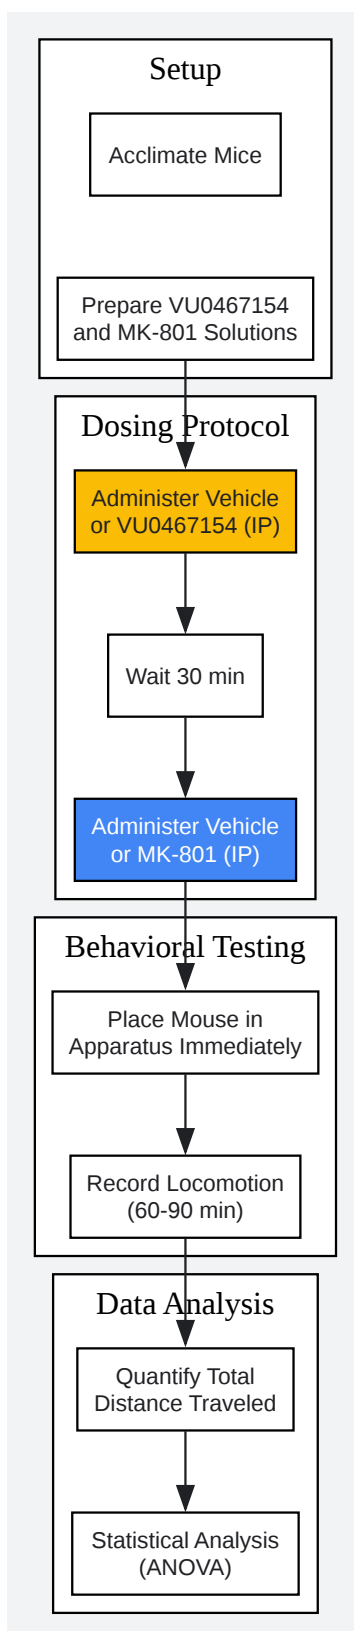 Setup
Acclimate Mice
Prepare VU0467154
and MK-801 Solutions
Dosing Protocol
Administer Vehicle
or VU0467154 (IP)
Wait 30 min
Administer Vehicle
or MK-801 (IP)
Behavioral Testing
Place Mouse in
Apparatus Immediately
Record Locomotion
(60-90 min)
Data Analysis
Quantify Total
Distance Traveled
Statistical Analysis
(ANOVA)